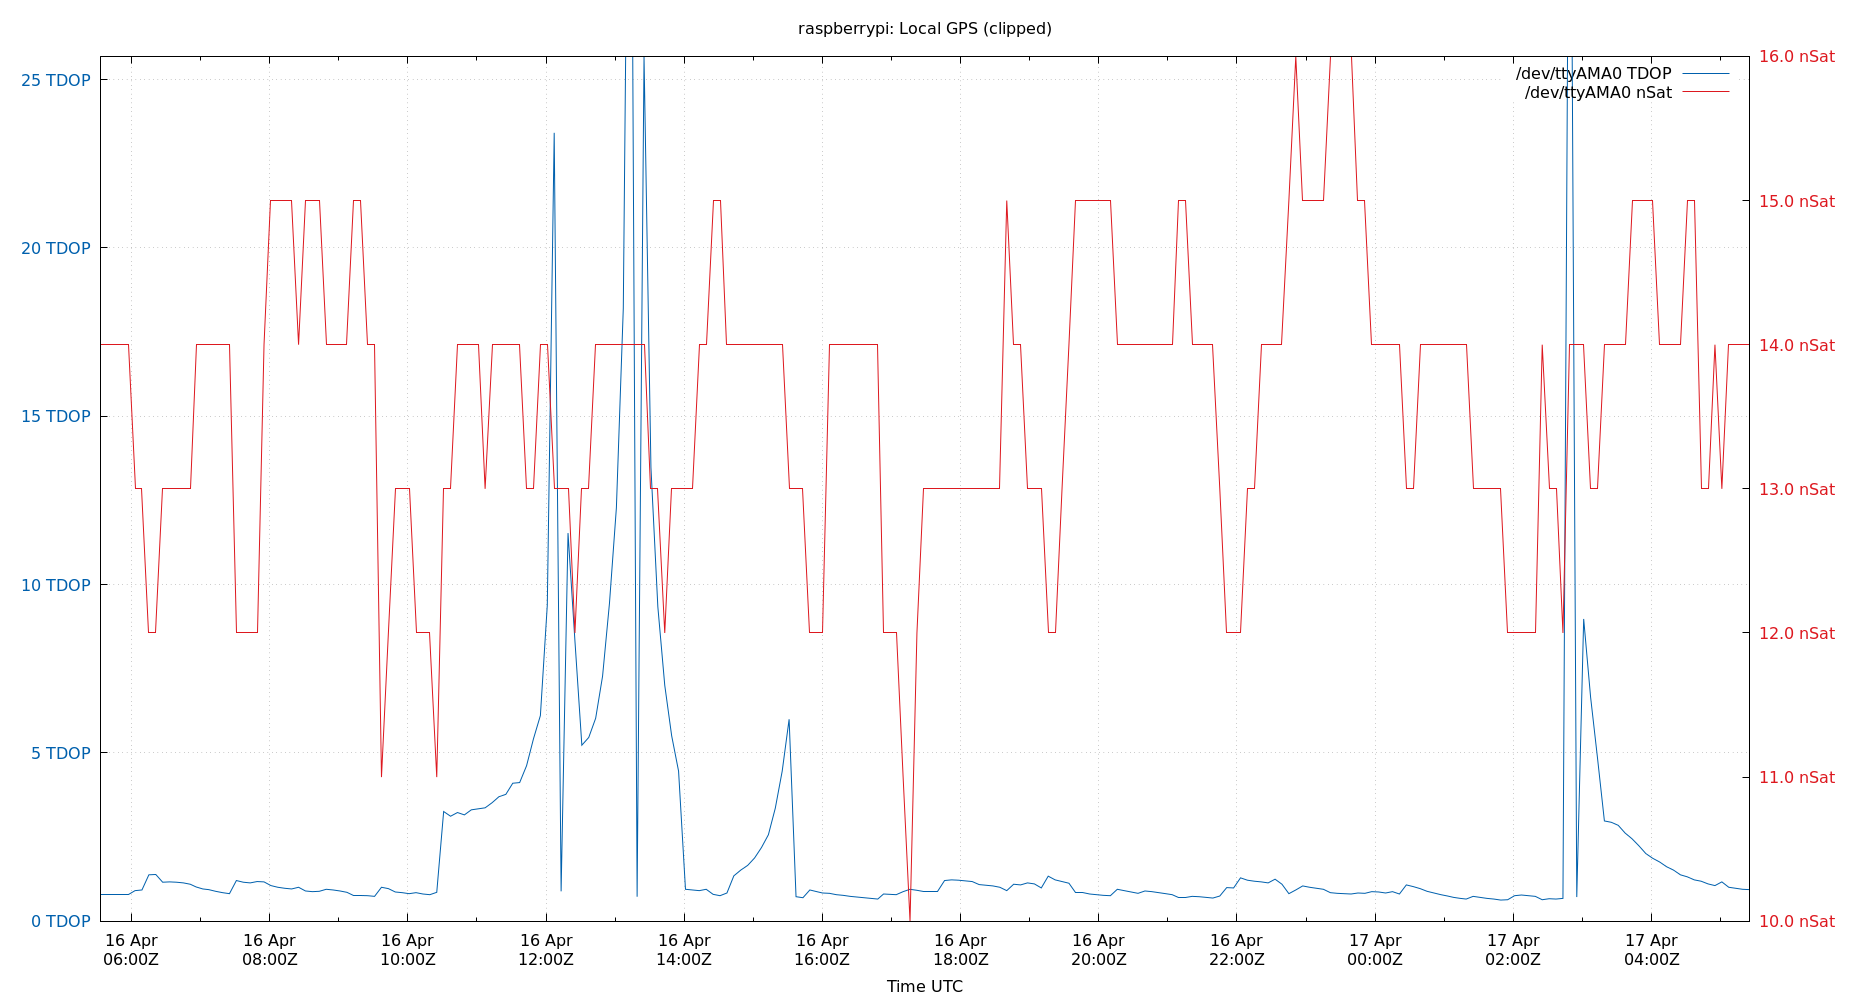 raspberrypi: Local GPS (clipped)
25 TDOP
20 TDOP
15 TDOP
10 TDOP
5 TDOP
0 TDOP
/dev/ttyAMA0 TDOP
/dev/ttyAMA0 nSat
16.0 nSat
15.0 nSat
14.0 nSat
13.0 nSat
12.0 nSat
11.0 nSat
10.0 nSat
16 Apr
06:00Z
16 Apr
08:00Z
16 Apr
10:00Z
16 Apr
12:00Z
16 Apr
14:00Z
16 Apr
16:00Z
16 Apr
18:00Z
16 Apr
20:00Z
16 Apr
22:00Z
17 Apr
00:00Z
17 Apr
02:00Z
17 Apr
04:00Z
Time UTC